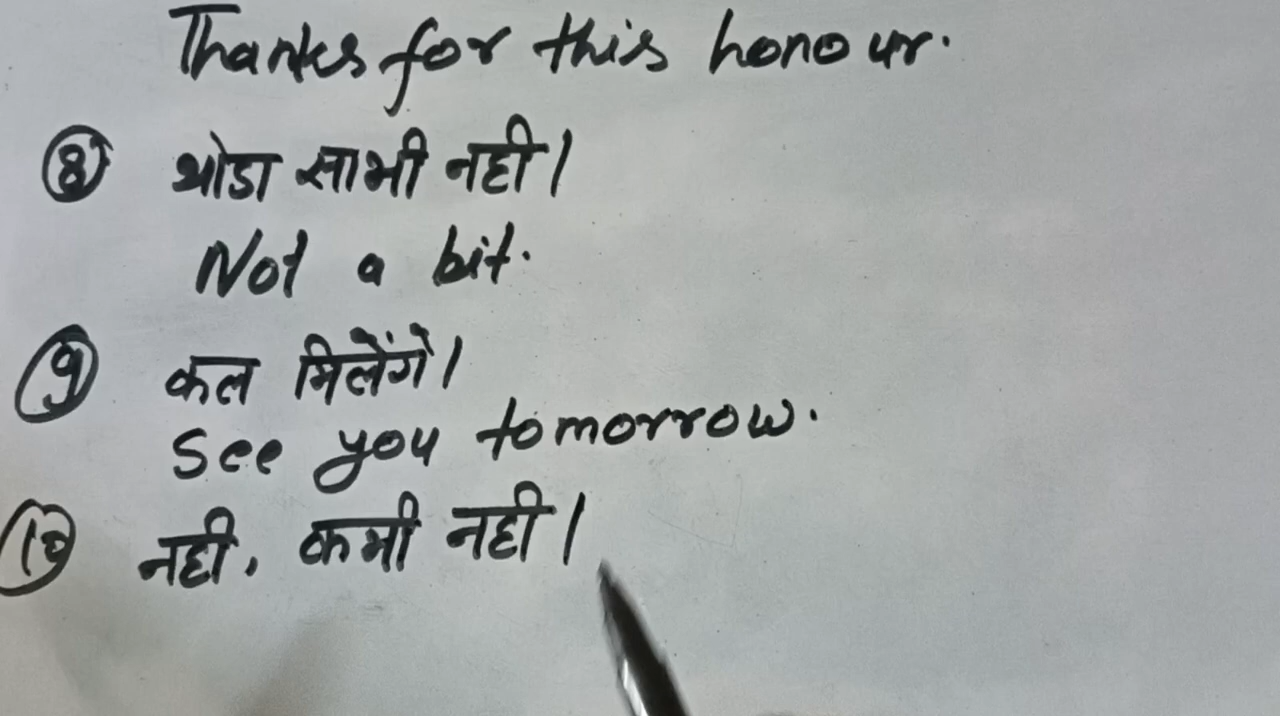 Thanks for this honour.
8 थोडा सा भी नही।
Not a bit.
9 कल मिलेंगे।
See you tomorrow.
10 नही, कभी नही।